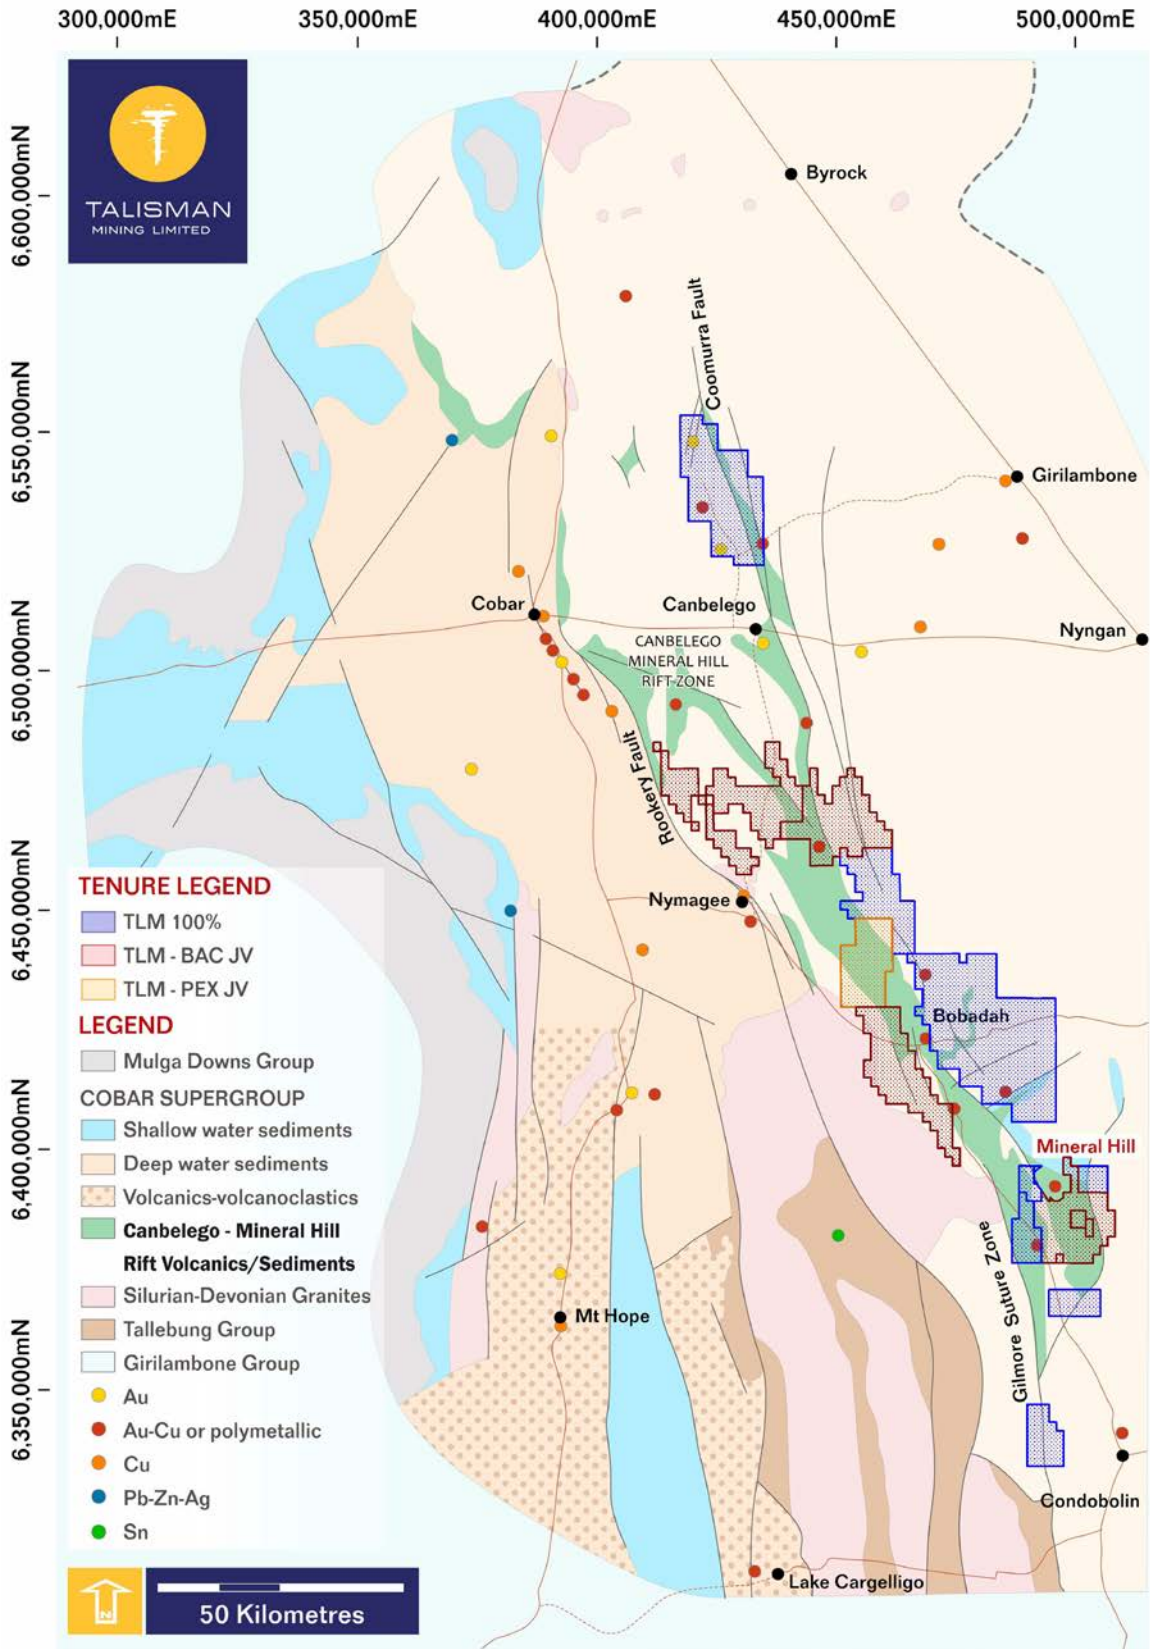 300,000mE
350,000mE
400,000mE
450,000mE
500,000mE
6,600,000mN
6,550,000mN
6,500,000mN
6,450,000mN
6,400,000mN
6,350,000mN
TALISMAN
MINING LIMITED
Byrock
Coomurra Fault
Girilambone
Cobar
Canbelego
Nyngan
CANBELEGO
MINERAL HILL
RIFT ZONE
Rookery Fault
Nymagee
Bobadah
Mineral Hill
Gilmore Suture Zone
Mt Hope
Condobolin
Lake Cargelligo
TENURE LEGEND
TLM 100%
TLM - BAC JV
TLM - PEX JV
LEGEND
Mulga Downs Group
COBAR SUPERGROUP
Shallow water sediments
Deep water sediments
Volcanics-volcanoclastics
Canbelego - Mineral Hill
Rift Volcanics/Sediments
Silurian-Devonian Granites
Tallebung Group
Girilambone Group
Au
Au-Cu or polymetallic
Cu
Pb-Zn-Ag
Sn
N
50 Kilometres